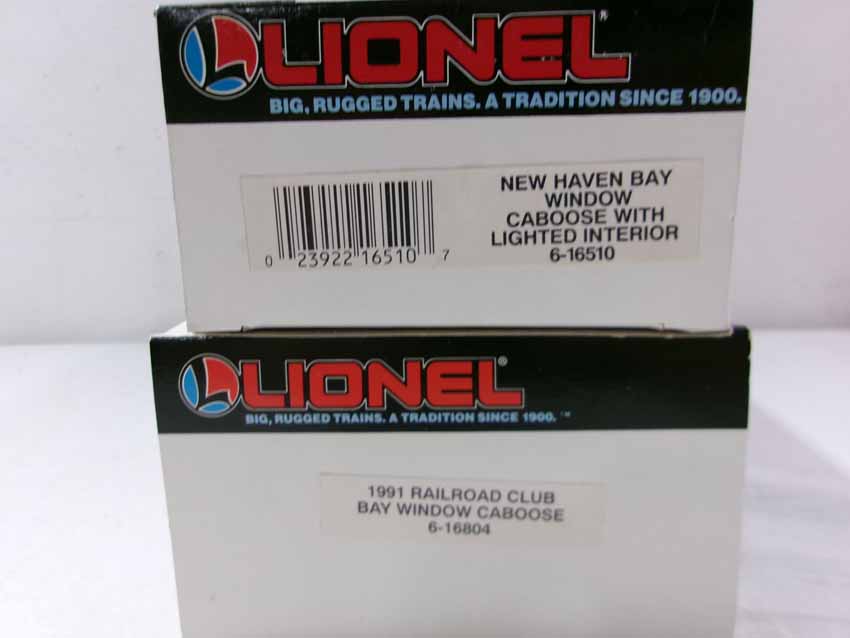 LIONEL®
BIG, RUGGED TRAINS. A TRADITION SINCE 1900.
NEW HAVEN BAY
WINDOW
CABOOSE WITH
LIGHTED INTERIOR
6-16510
0 23922 16510 7
LIONEL®
BIG, RUGGED TRAINS. A TRADITION SINCE 1900.™
1991 RAILROAD CLUB
BAY WINDOW CABOOSE
6-16804